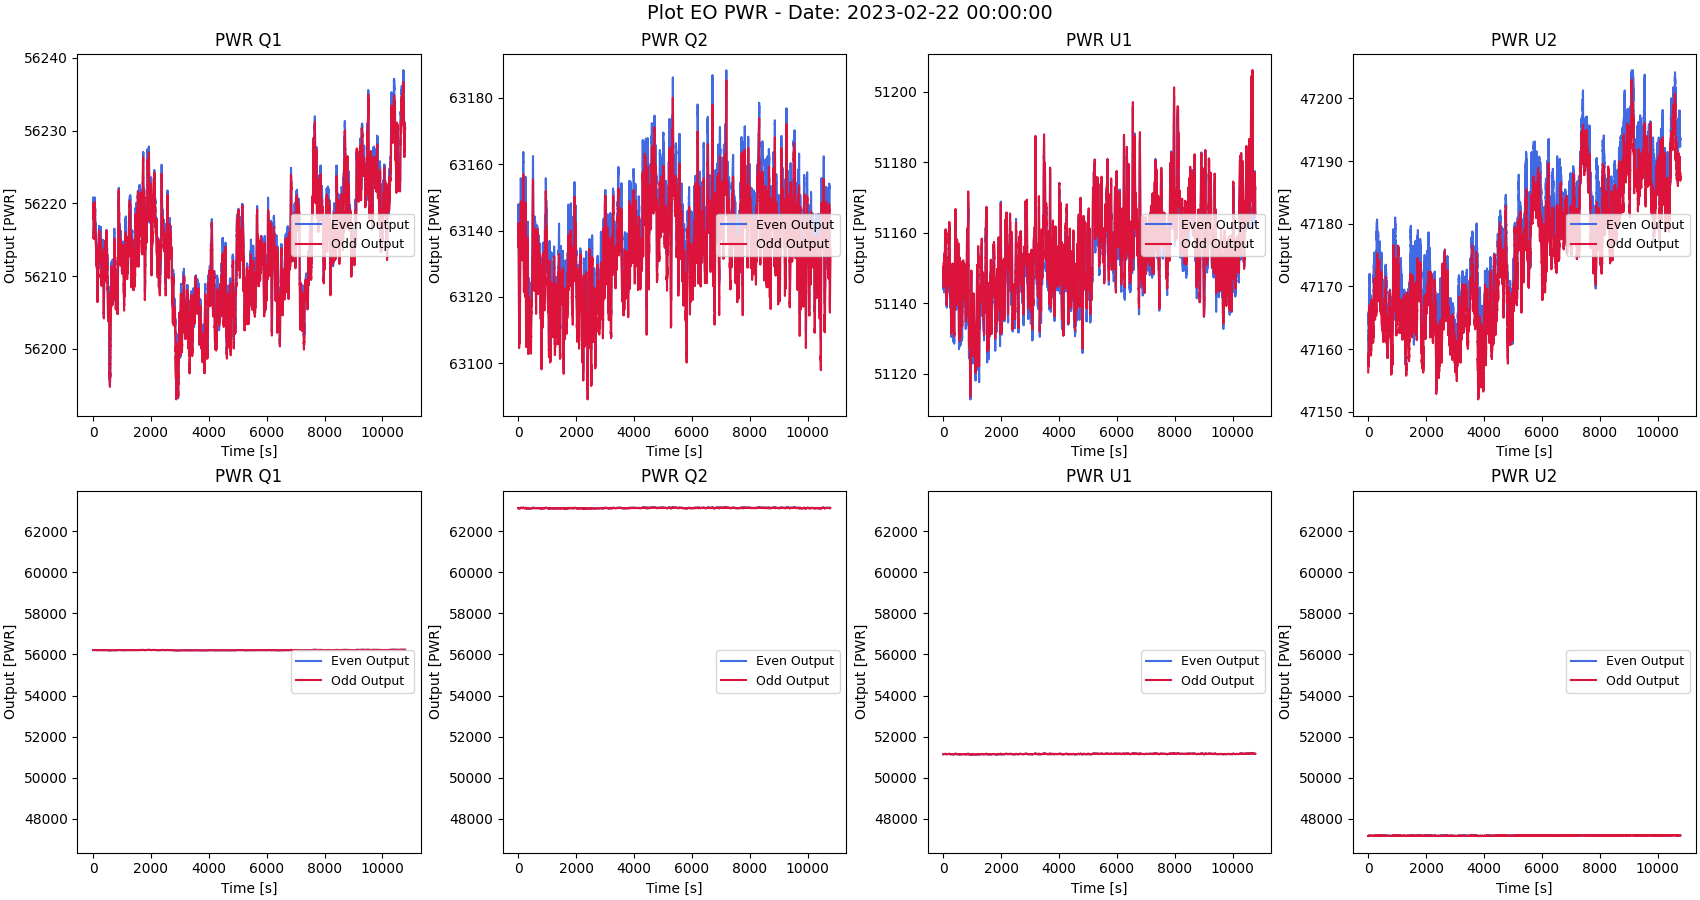 Plot EO PWR - Date: 2023-02-22 00:00:00
PWR Q1
PWR Q2
PWR U1
PWR U2
Output [PWR]
56240
56230
56220
56210
56200
Even Output
Odd Output
0 2000 4000 6000 8000 10000
Time [s]
Output [PWR]
63180
63160
63140
63120
63100
Even Output
Odd Output
0 2000 4000 6000 8000 10000
Time [s]
Output [PWR]
51200
51180
51160
51140
51120
Even Output
Odd Output
0 2000 4000 6000 8000 10000
Time [s]
Output [PWR]
47200
47190
47180
47170
47160
47150
Even Output
Odd Output
0 2000 4000 6000 8000 10000
Time [s]
PWR Q1
PWR Q2
PWR U1
PWR U2
Output [PWR]
62000
60000
58000
56000
54000
52000
50000
48000
Even Output
Odd Output
0 2000 4000 6000 8000 10000
Time [s]
Output [PWR]
62000
60000
58000
56000
54000
52000
50000
48000
Even Output
Odd Output
0 2000 4000 6000 8000 10000
Time [s]
Output [PWR]
62000
60000
58000
56000
54000
52000
50000
48000
Even Output
Odd Output
0 2000 4000 6000 8000 10000
Time [s]
Output [PWR]
62000
60000
58000
56000
54000
52000
50000
48000
Even Output
Odd Output
0 2000 4000 6000 8000 10000
Time [s]